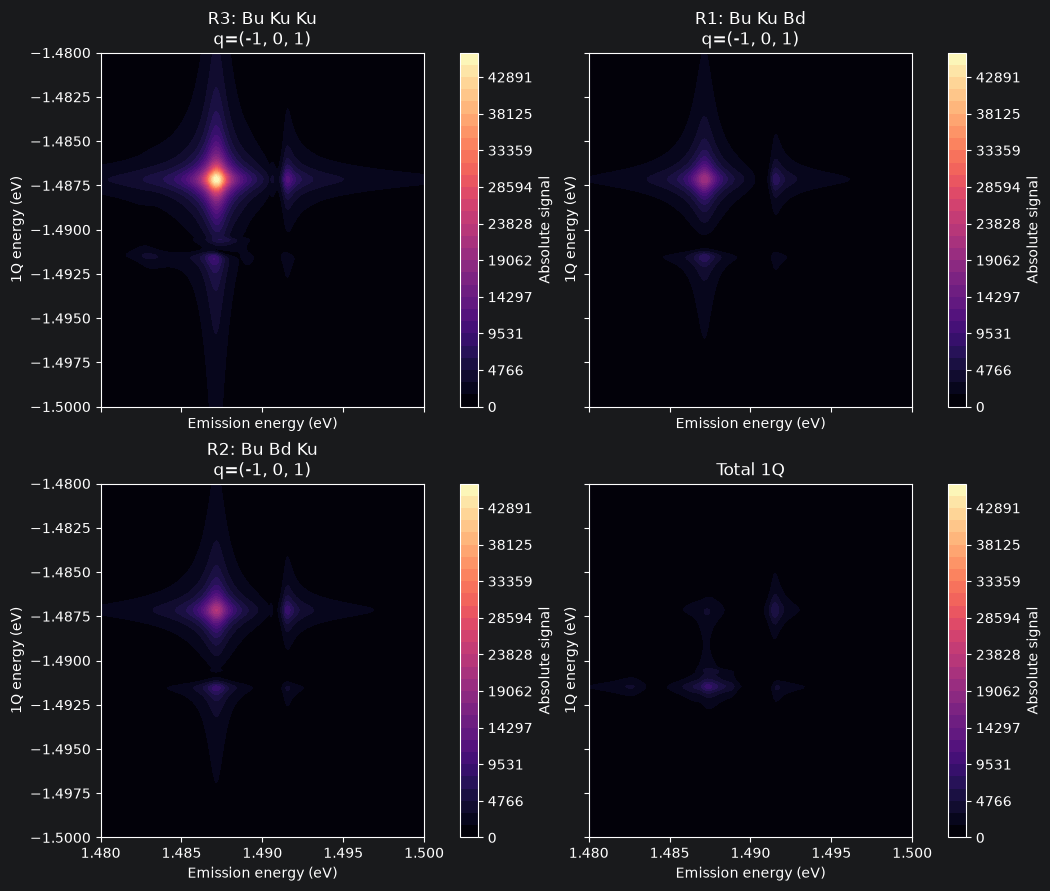 R3: Bu Ku Ku
q=(-1, 0, 1)
−1.4800
−1.4825
−1.4850
−1.4875
−1.4900
−1.4925
−1.4950
−1.4975
−1.5000
1Q energy (eV)
Emission energy (eV)
42891
38125
33359
28594
23828
19062
14297
9531
4766
0
Absolute signal
R1: Bu Ku Bd
q=(-1, 0, 1)
1Q energy (eV)
Emission energy (eV)
42891
38125
33359
28594
23828
19062
14297
9531
4766
0
Absolute signal
R2: Bu Bd Ku
q=(-1, 0, 1)
−1.4800
−1.4825
−1.4850
−1.4875
−1.4900
−1.4925
−1.4950
−1.4975
−1.5000
1Q energy (eV)
1.480 1.485 1.490 1.495 1.500
Emission energy (eV)
42891
38125
33359
28594
23828
19062
14297
9531
4766
0
Absolute signal
Total 1Q
1Q energy (eV)
1.480 1.485 1.490 1.495 1.500
Emission energy (eV)
42891
38125
33359
28594
23828
19062
14297
9531
4766
0
Absolute signal